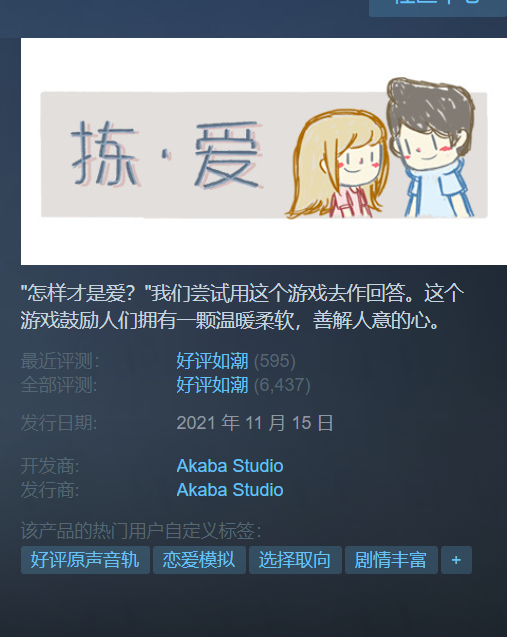 拣·爱
"怎样才是爱？"我们尝试用这个游戏去作回答。这个
游戏鼓励人们拥有一颗温暖柔软，善解人意的心。
最近评测： 好评如潮 (595)
全部评测: 好评如潮 (6,437)
发行日期: 2021 年 11 月 15 日
开发商: Akaba Studio
发行商: Akaba Studio
该产品的热门用户自定义标签:
好评原声音轨 恋爱模拟 选择取向 剧情丰富 +